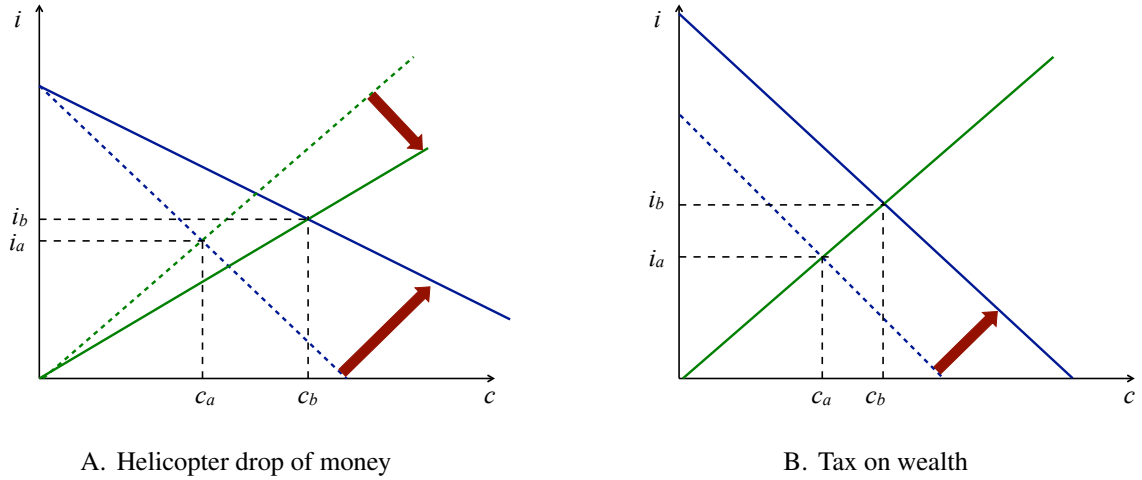 i
i_b
i_a
c_a
c_b
c
A. Helicopter drop of money
i
i_b
i_a
c_a
c_b
c
B. Tax on wealth